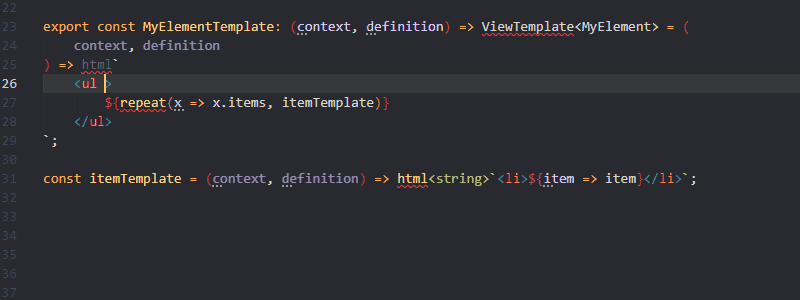 22
23 export const MyElementTemplate: (context, definition) => ViewTemplate<MyElement> = (
24     context, definition
25 ) => html`
26     <ul >
27         ${repeat(x => x.items, itemTemplate)}
28     </ul>
29 `;
30
31 const itemTemplate = (context, definition) => html<string>`<li>${item => item}</li>`;
32
33
34
35
36
37